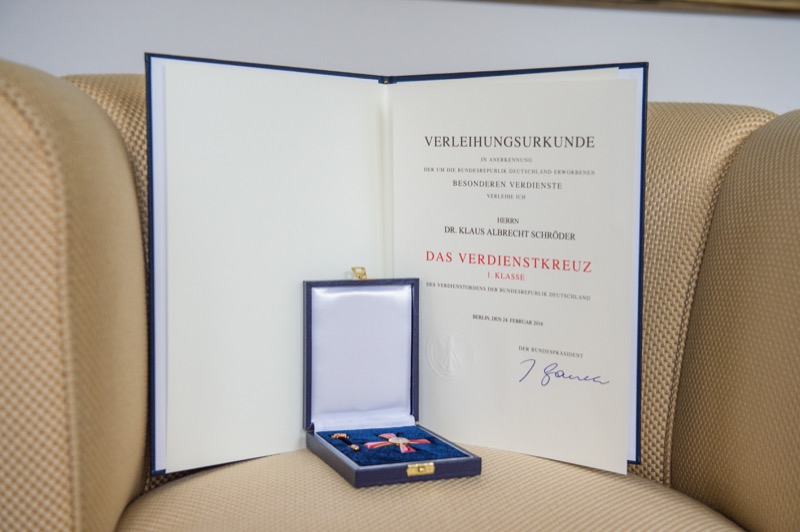 VERLEIHUNGSURKUNDE
IN ANERKENNUNG
DER UM DIE BUNDESREPUBLIK DEUTSCHLAND ERWORBENEN
BESONDEREN VERDIENSTE
VERLEIHE ICH
HERRN
DR. KLAUS ALBRECHT SCHRÖDER
DAS VERDIENSTKREUZ
1. KLASSE
DES VERDIENSTORDENS DER BUNDESREPUBLIK DEUTSCHLAND
BERLIN, DEN 24. FEBRUAR 2016
DER BUNDESPRÄSIDENT
J Gauck